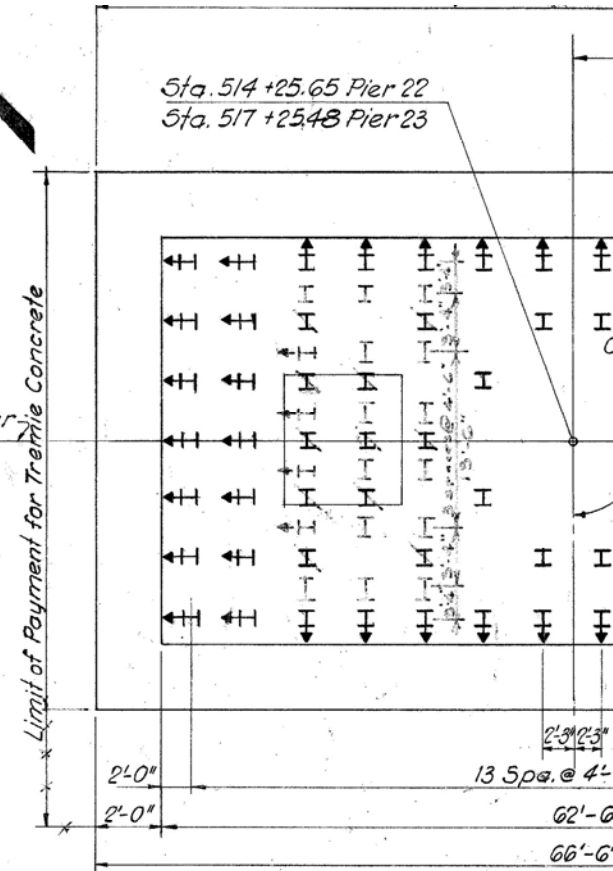 Sta. 514 +25.65 Pier 22
Sta. 517 +25.48 Pier 23
Limit of Payment for Tremie Concrete
2'-3" 2'-3"
2'-0"
13 Spa. @ 4'-
2'-0"
62'-6
66'-6"